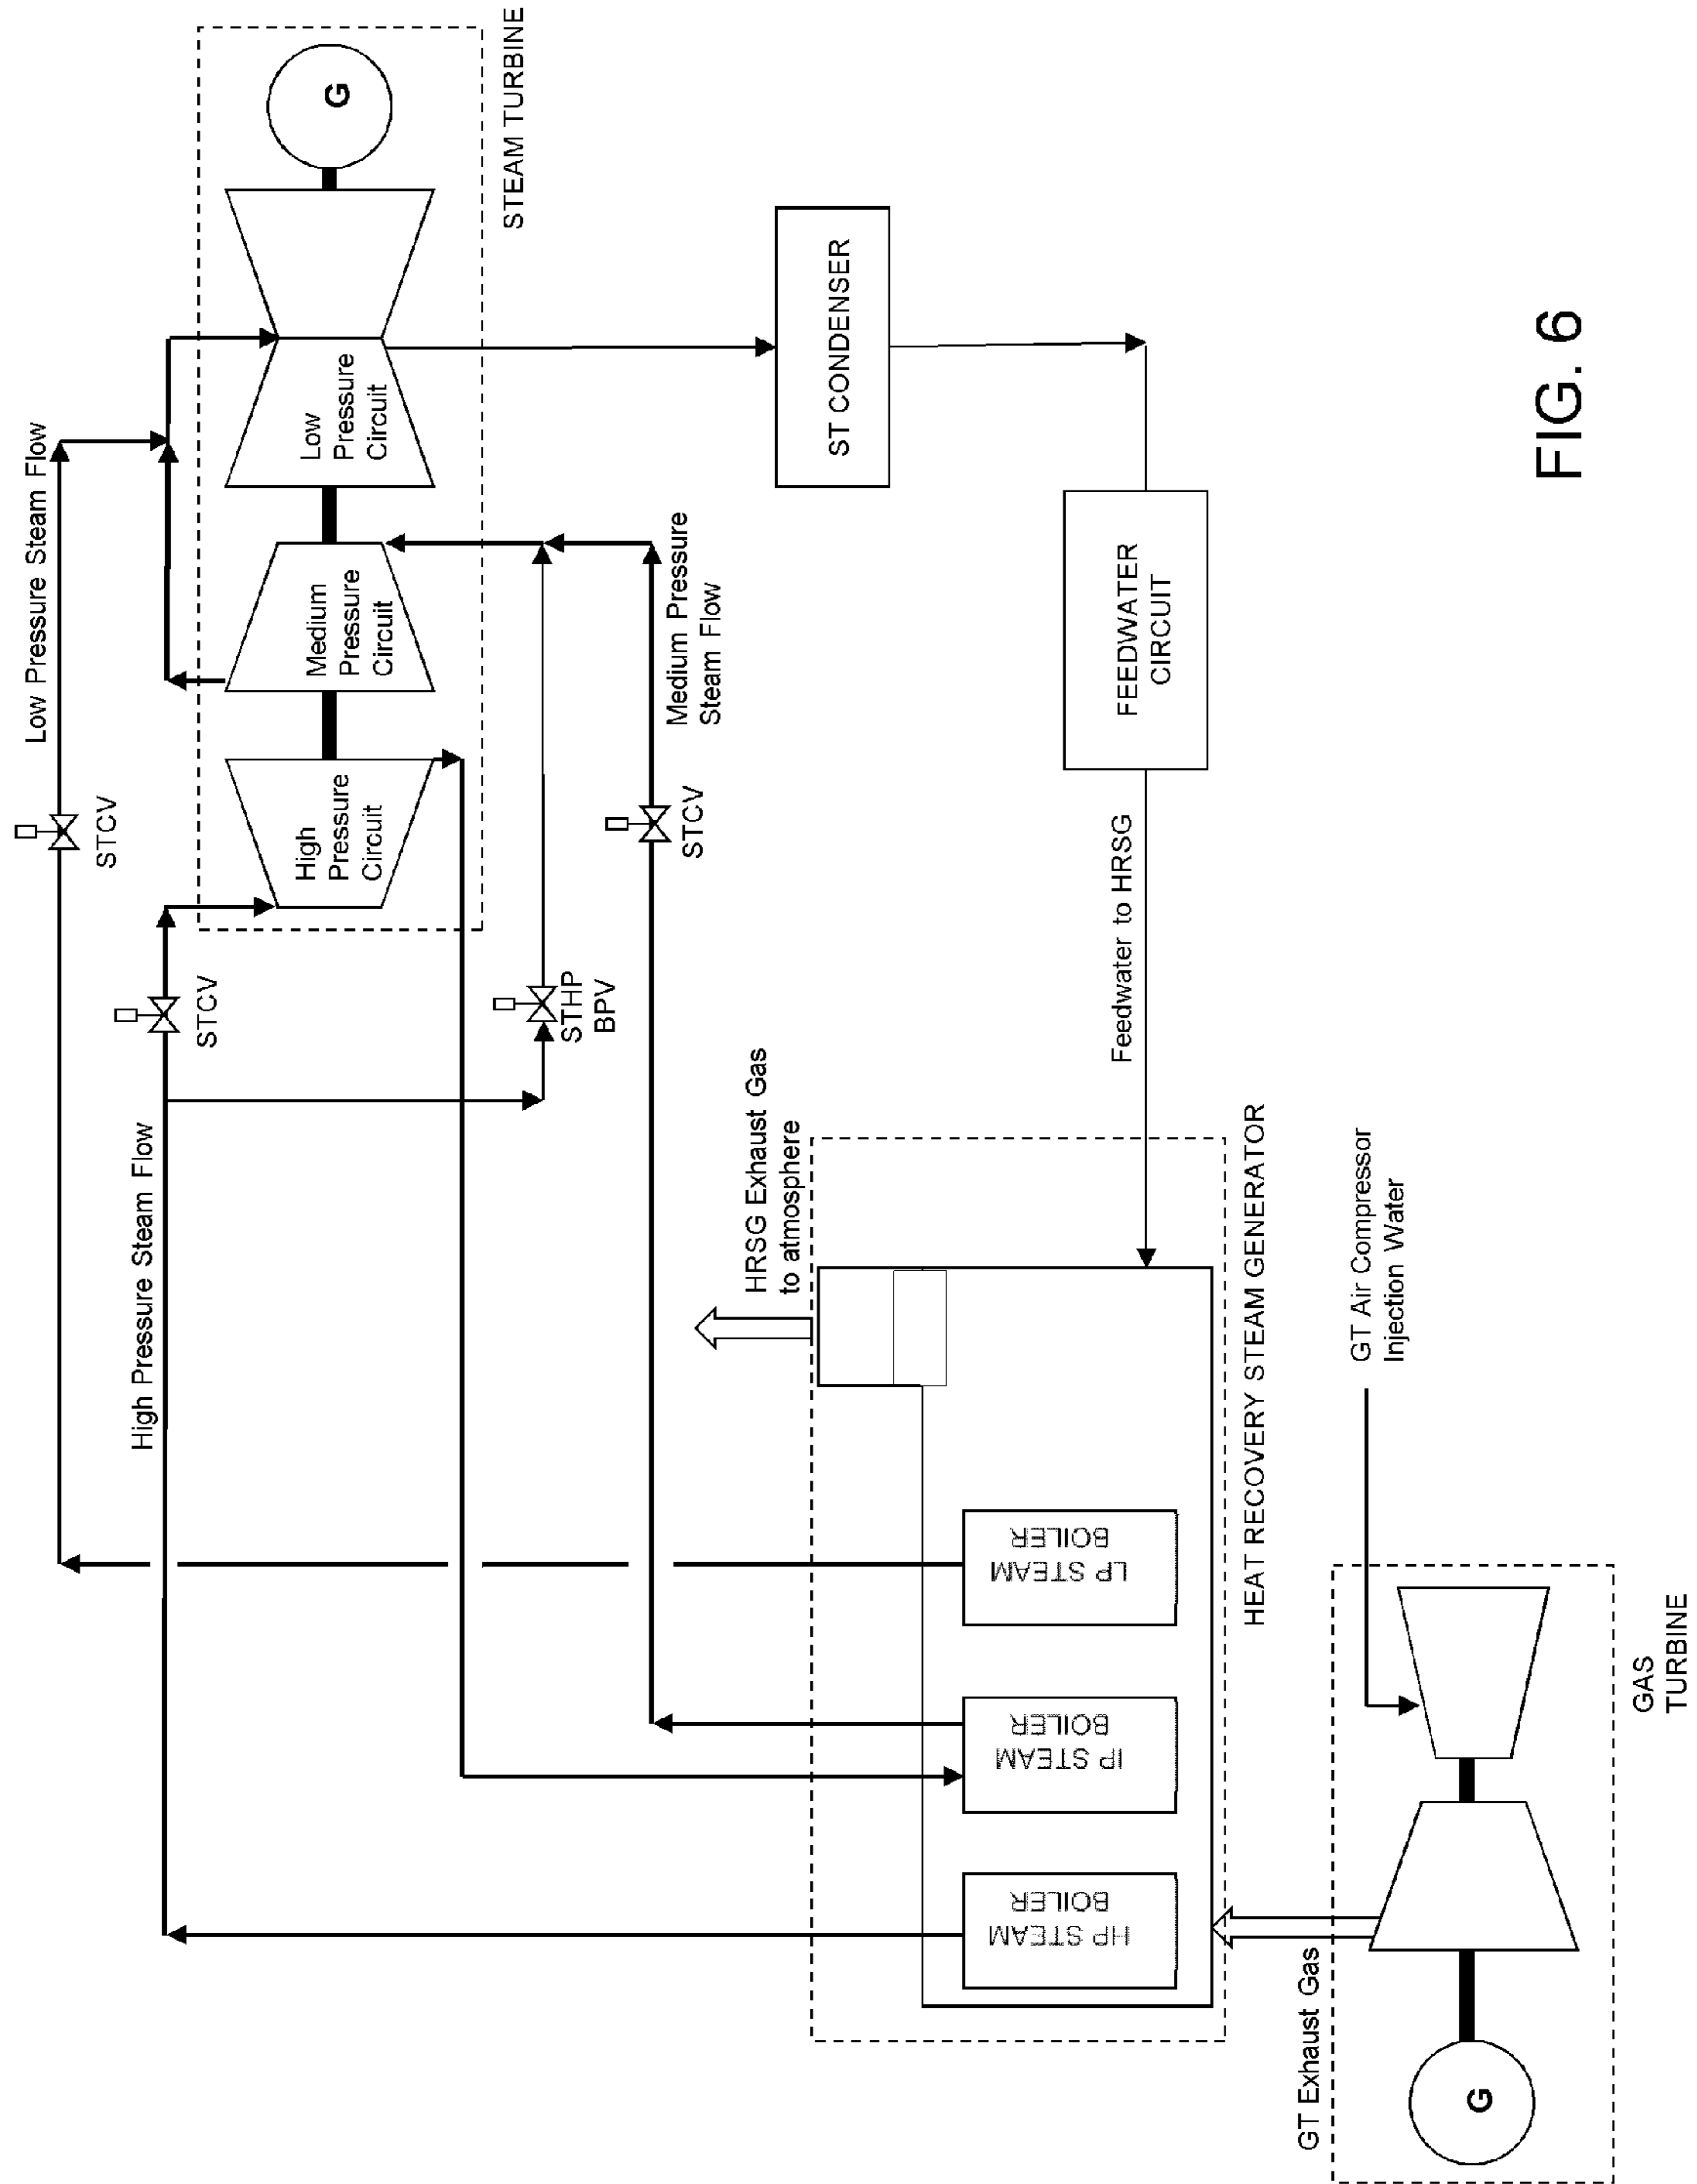 Low Pressure Steam Flow
STCV
High Pressure Steam Flow
STCV
High
Pressure
Circuit
Medium
Pressure
Circuit
Low
Pressure
Circuit
G
STEAM TURBINE
STHP
BPV
STCV
Medium Pressure
Steam Flow
HRSG Exhaust Gas
to atmosphere
ST CONDENSER
HP STEAM
BOILER
IP STEAM
BOILER
LP STEAM
BOILER
Feedwater to HRSG
FEEDWATER
CIRCUIT
HEAT RECOVERY STEAM GENERATOR
GT Exhaust Gas
GT Air Compressor
Injection Water
G
GAS
TURBINE
FIG. 6